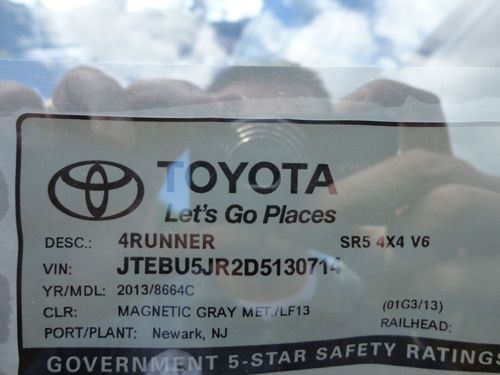 TOYOTA
Let's Go Places
DESC.: 4RUNNER SR5 4X4 V6
VIN: JTEBU5JR2D5130714
YR/MDL: 2013/8664C
CLR: MAGNETIC GRAY MET./LF13 (01G3/13)
PORT/PLANT: Newark, NJ RAILHEAD:
GOVERNMENT 5-STAR SAFETY RATINGS